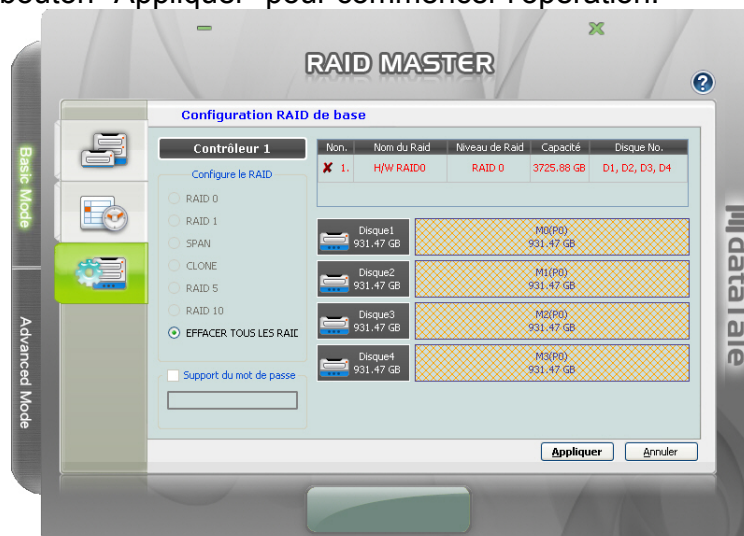 bouton "Appliquer" pour commencer l'opération.
RAID MASTER
?
Configuration RAID de base
Basic Mode
Advanced Mode
Contrôleur 1
Configure le RAID
RAID 0
RAID 1
SPAN
CLONE
RAID 5
RAID 10
EFFACER TOUS LES RAID
Support du mot de passe
Non. Nom du Raid Niveau de Raid Capacité Disque No.
1. H/W RAID0 RAID 0 3725.88 GB D1, D2, D3, D4
Disque1 M0(P0)
931.47 GB 931.47 GB
Disque2 M1(P0)
931.47 GB 931.47 GB
Disque3 M2(P0)
931.47 GB 931.47 GB
Disque4 M3(P0)
931.47 GB 931.47 GB
Appliquer Annuler
dataTale